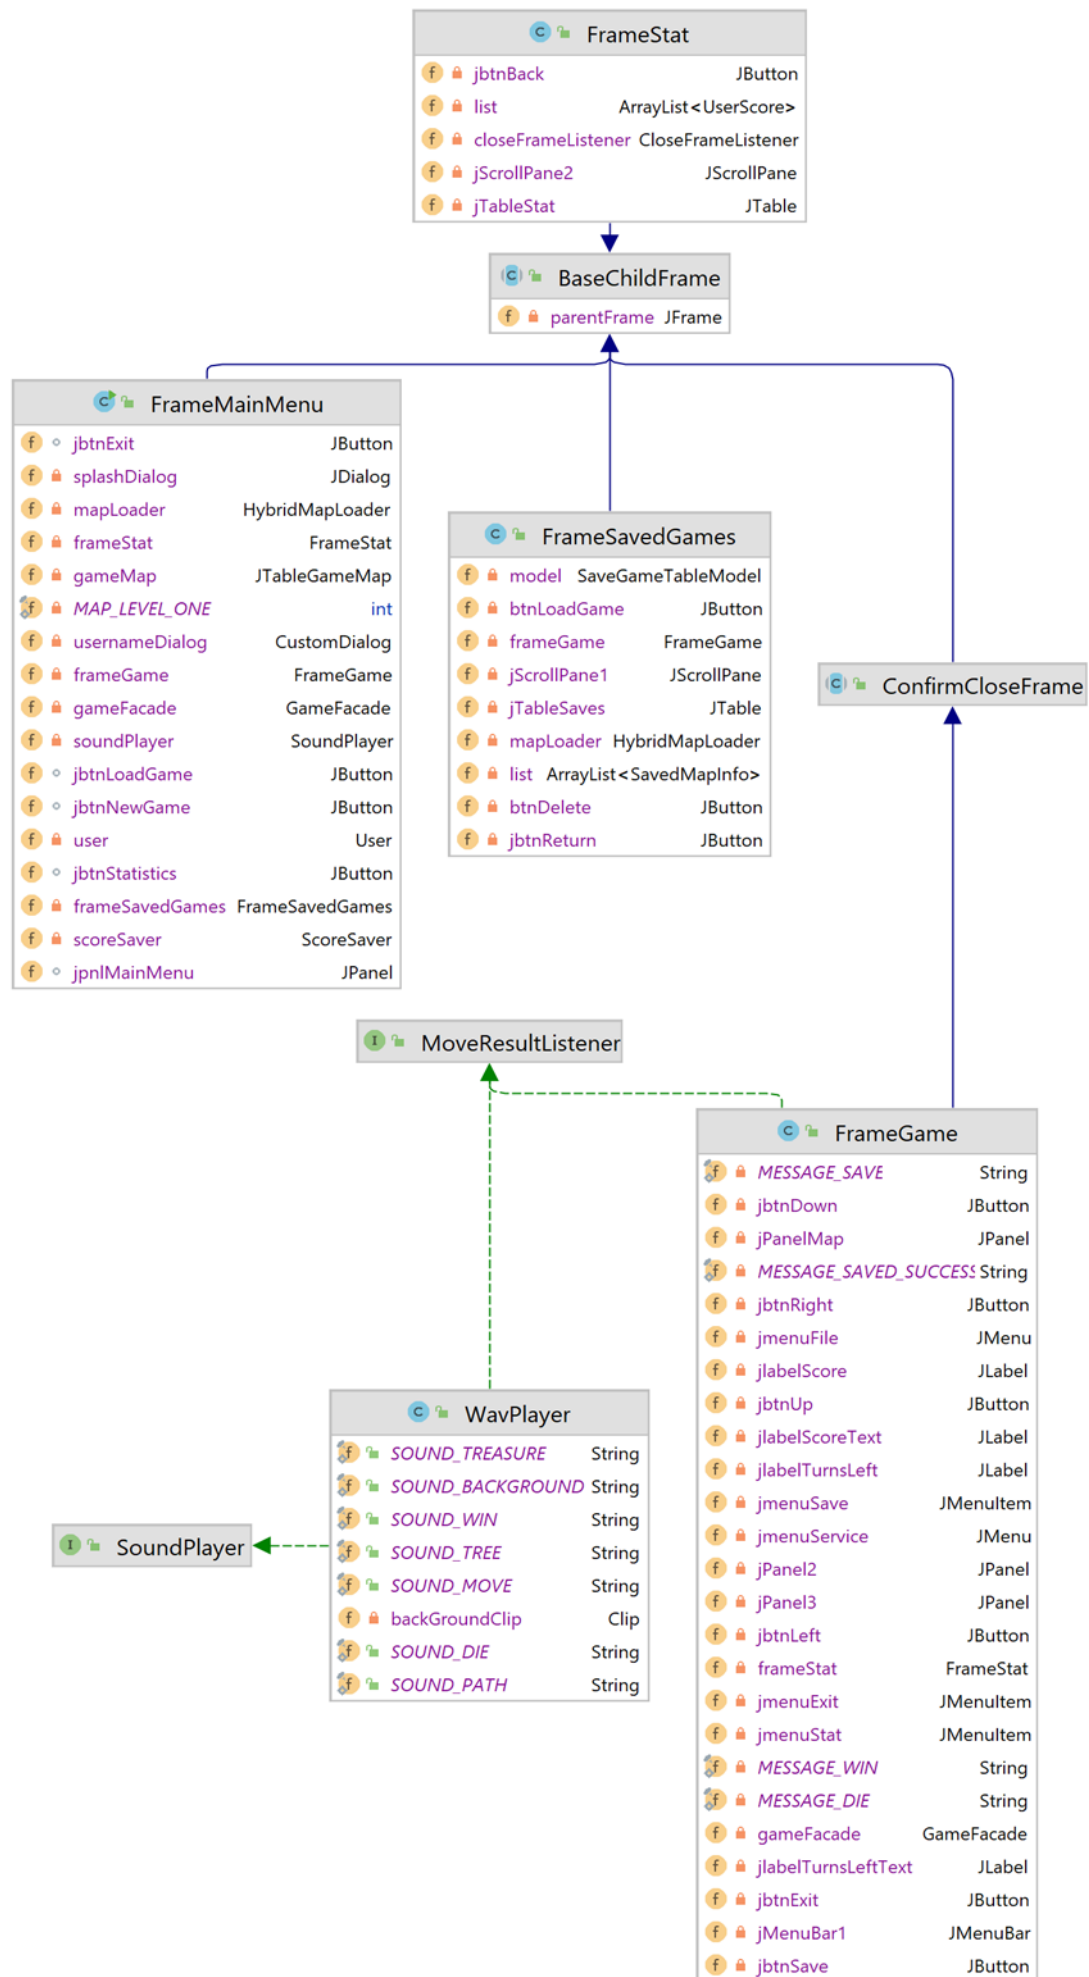 FrameStat
jbtnBack JButton
list ArrayList<UserScore>
closeFrameListener CloseFrameListener
jScrollPane2 JScrollPane
jTableStat JTable
BaseChildFrame
parentFrame JFrame
FrameMainMenu
jbtnExit JButton
splashDialog JDialog
mapLoader HybridMapLoader
frameStat FrameStat
gameMap JTableGameMap
MAP_LEVEL_ONE int
usernameDialog CustomDialog
frameGame FrameGame
gameFacade GameFacade
soundPlayer SoundPlayer
jbtnLoadGame JButton
jbtnNewGame JButton
user User
jbtnStatistics JButton
frameSavedGames FrameSavedGames
scoreSaver ScoreSaver
jpnlMainMenu JPanel
FrameSavedGames
model SaveGameTableModel
btnLoadGame JButton
frameGame FrameGame
jScrollPane1 JScrollPane
jTableSaves JTable
mapLoader HybridMapLoader
list ArrayList<SavedMapInfo>
btnDelete JButton
jbtnReturn JButton
ConfirmCloseFrame
MoveResultListener
FrameGame
MESSAGE_SAVE String
jbtnDown JButton
jPanelMap JPanel
MESSAGE_SAVED_SUCCESS String
jbtnRight JButton
jmenuFile JMenu
jlabelScore JLabel
jbtnUp JButton
jlabelScoreText JLabel
jlabelTurnsLeft JLabel
jmenuSave JMenuItem
jmenuService JMenu
jPanel2 JPanel
jPanel3 JPanel
jbtnLeft JButton
frameStat FrameStat
jmenuExit JMenuItem
jmenuStat JMenuItem
MESSAGE_WIN String
MESSAGE_DIE String
gameFacade GameFacade
jlabelTurnsLeftText JLabel
jbtnExit JButton
jMenuBar1 JMenuBar
jbtnSave JButton
WavPlayer
SOUND_TREASURE String
SOUND_BACKGROUND String
SOUND_WIN String
SOUND_TREE String
SOUND_MOVE String
backGroundClip Clip
SOUND_DIE String
SOUND_PATH String
SoundPlayer